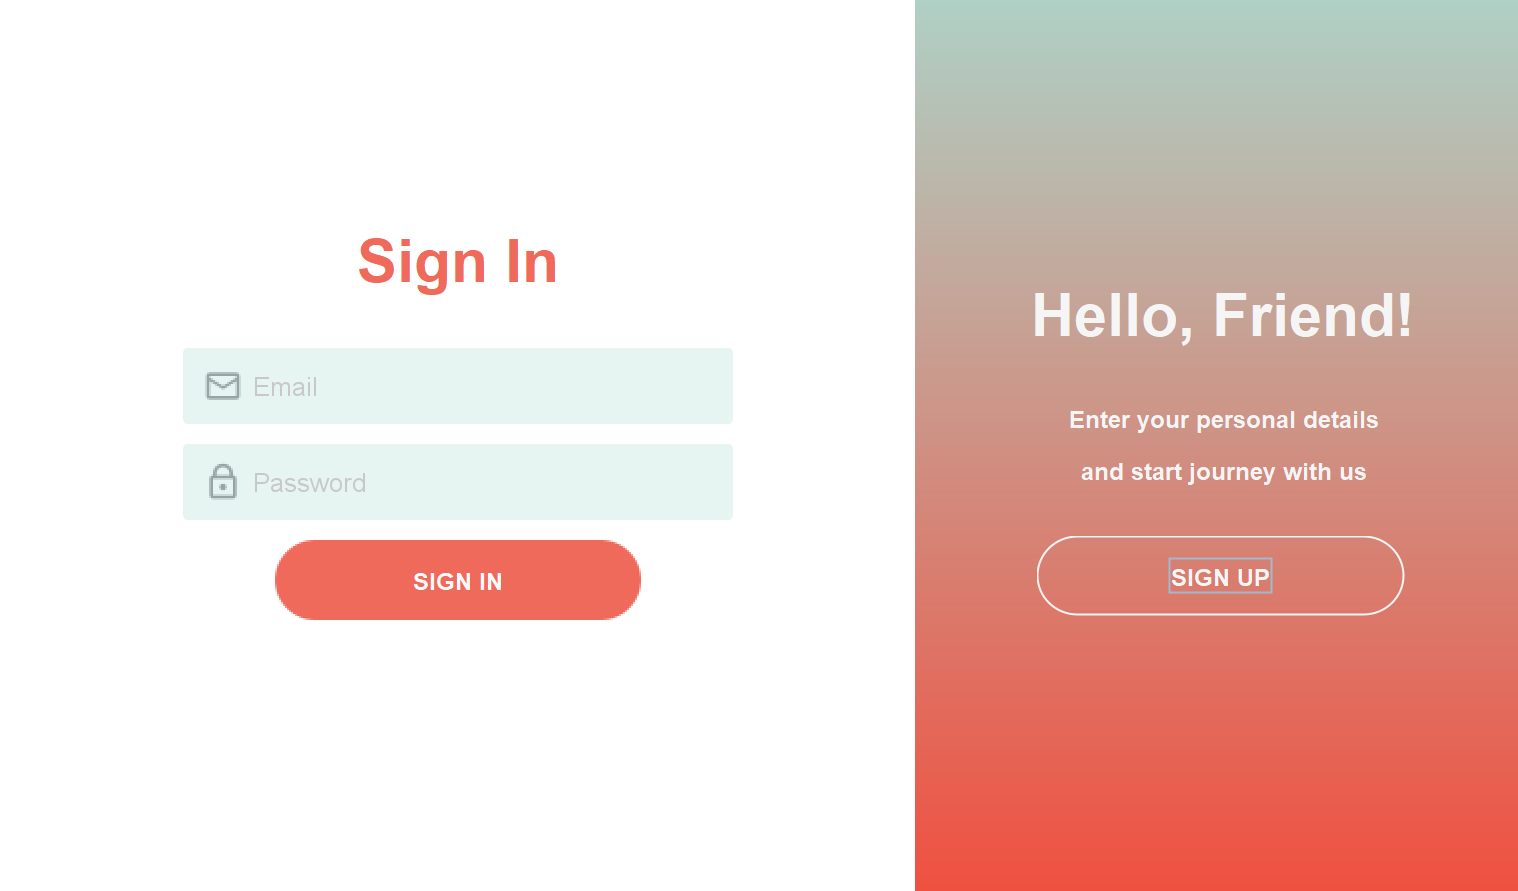 Sign In
Email
Password
SIGN IN
Hello, Friend!
Enter your personal details
and start journey with us
SIGN UP